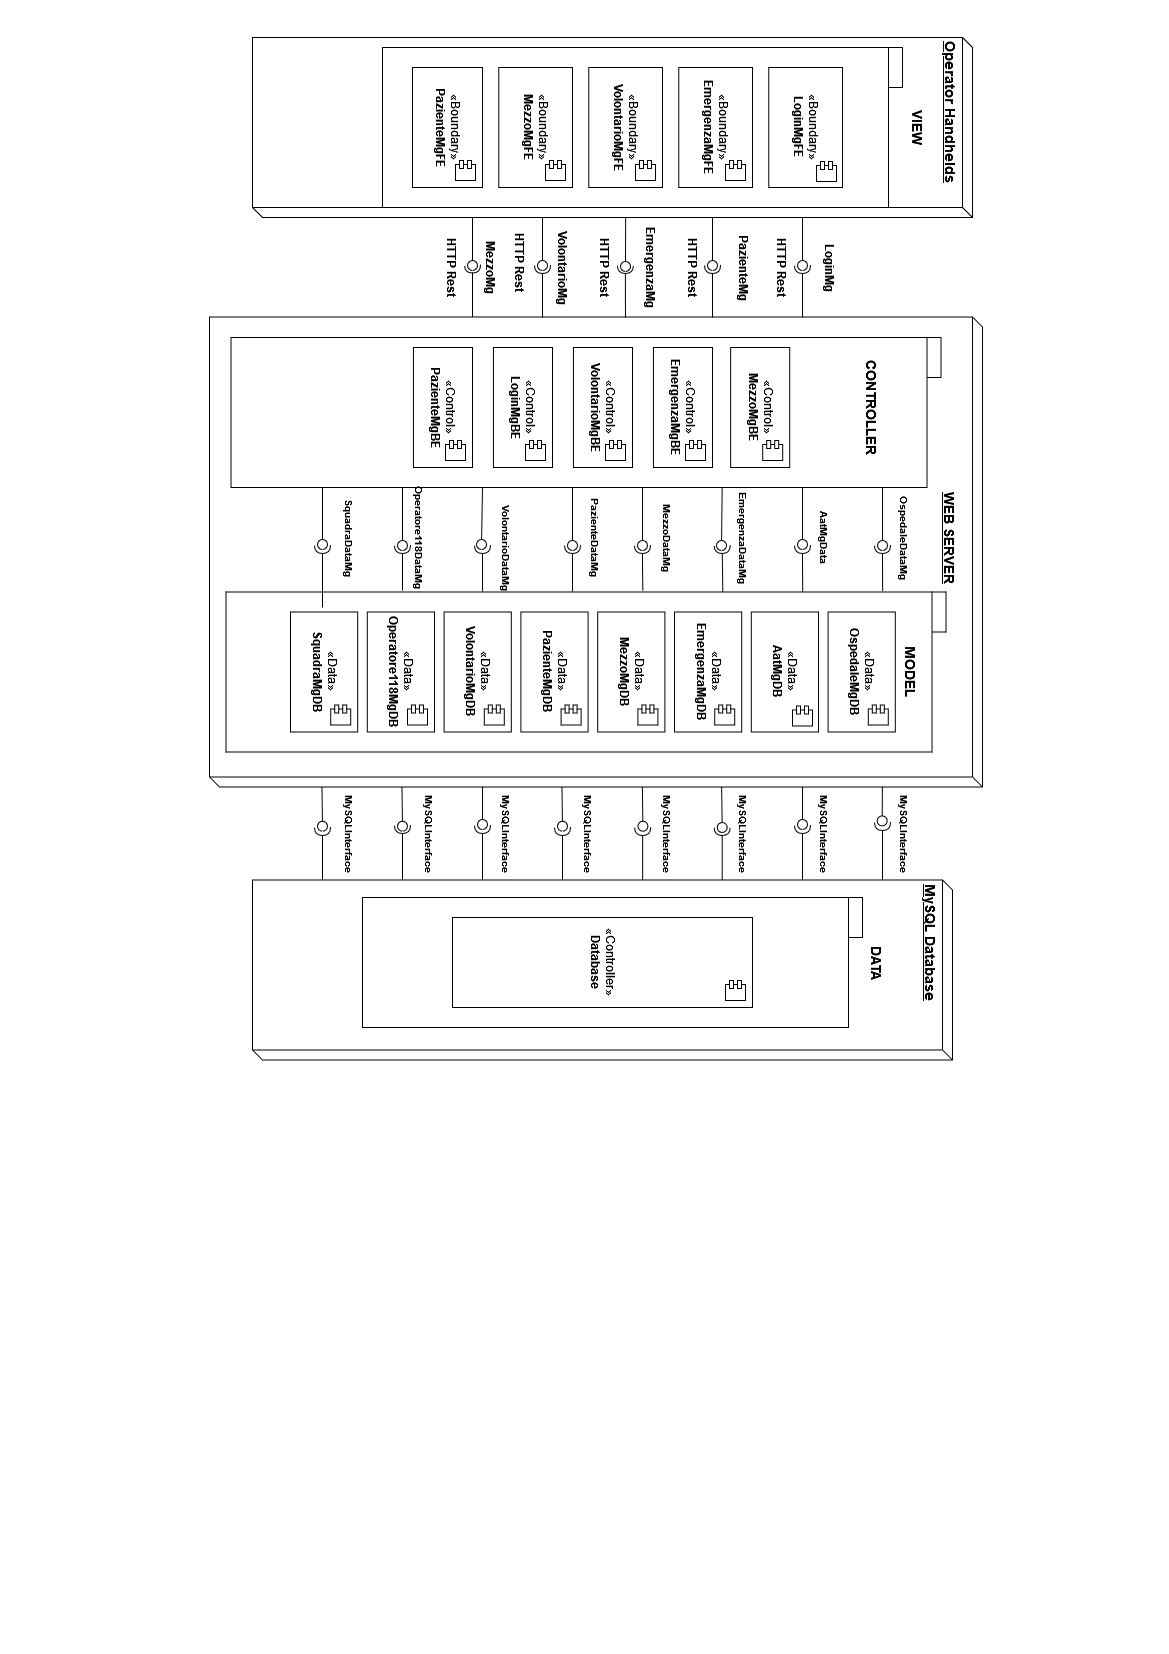 Operator Handhelds
VIEW
«Boundary»
LoginMgFE
«Boundary»
EmergenzaMgFE
«Boundary»
VolontarioMgFE
«Boundary»
MezzoMgFE
«Boundary»
PazienteMgFE
LoginMg
HTTP Rest
PazienteMg
HTTP Rest
EmergenzaMg
HTTP Rest
VolontarioMg
HTTP Rest
MezzoMg
HTTP Rest
WEB SERVER
CONTROLLER
«Control»
MezzoMgBE
«Control»
EmergenzaMgBE
«Control»
VolontarioMgBE
«Control»
LoginMgBE
«Control»
PazienteMgBE
OspedaleDataMg
AatMgData
EmergenzaDataMg
MezzoDataMg
PazienteDataMg
VolontarioDataMg
Operatore118DataMg
SquadraDataMg
MODEL
«Data»
OspedaleMgDB
«Data»
AatMgDB
«Data»
EmergenzaMgDB
«Data»
MezzoMgDB
«Data»
PazienteMgDB
«Data»
VolontarioMgDB
«Data»
Operatore118MgDB
«Data»
SquadraMgDB
MySQLInterface
MySQLInterface
MySQLInterface
MySQLInterface
MySQLInterface
MySQLInterface
MySQLInterface
MySQLInterface
MySQL Database
DATA
«Controller»
Database